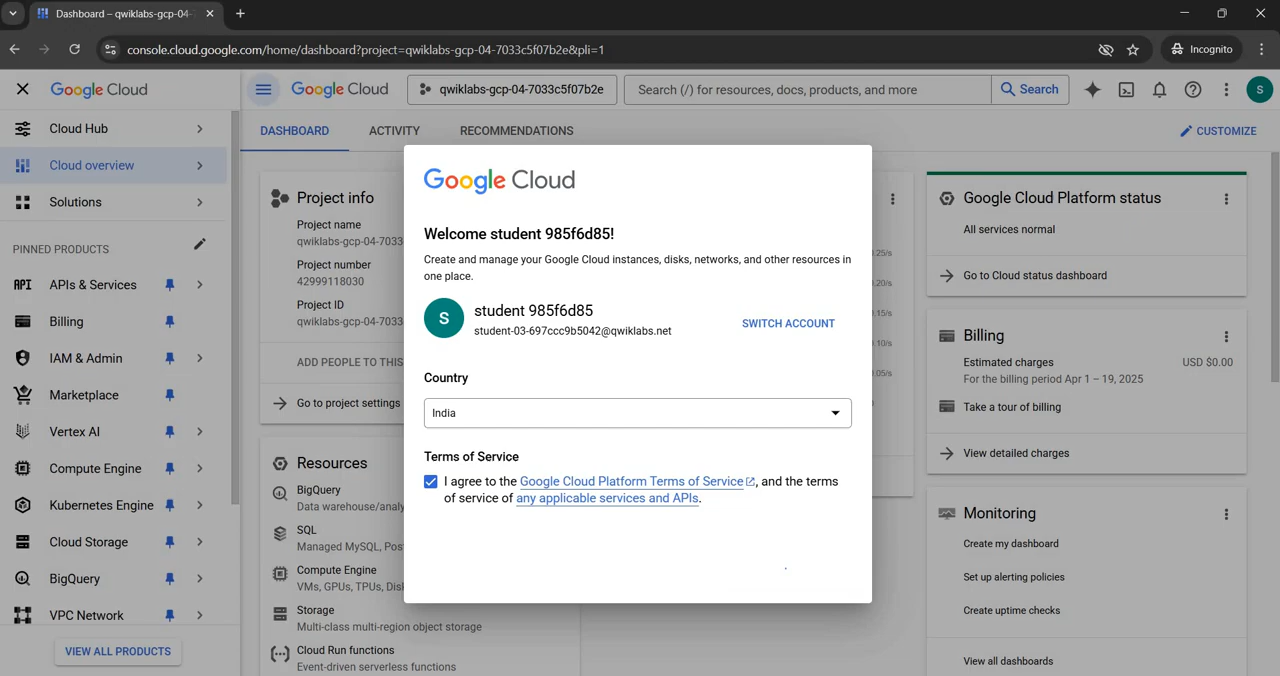 Dashboard – qwiklabs-gcp-04-
console.cloud.google.com/home/dashboard?project=qwiklabs-gcp-04-7033c5f07b2e&pli=1
Incognito
Google Cloud
Google Cloud
qwiklabs-gcp-04-7033c5f07b2e
Search (/) for resources, docs, products, and more
Search
S
Cloud Hub
Cloud overview
Solutions
PINNED PRODUCTS
API APIs & Services
Billing
IAM & Admin
Marketplace
Vertex AI
Compute Engine
Kubernetes Engine
Cloud Storage
BigQuery
VPC Network
VIEW ALL PRODUCTS
DASHBOARD
ACTIVITY
RECOMMENDATIONS
CUSTOMIZE
Project info
Project name
qwiklabs-gcp-04-7033
Project number
42999118030
Project ID
qwiklabs-gcp-04-7033
ADD PEOPLE TO THIS
Go to project settings
Resources
BigQuery
Data warehouse/analy
SQL
Managed MySQL, Pos
Compute Engine
VMs, GPUs, TPUs, Dis
Storage
Multi-class multi-region object storage
Cloud Run functions
Event-driven serverless functions
Google Cloud
Welcome student 985f6d85!
Create and manage your Google Cloud instances, disks, networks, and other resources in
one place.
S
student 985f6d85
student-03-697ccc9b5042@qwiklabs.net
SWITCH ACCOUNT
Country
India
Terms of Service
I agree to the Google Cloud Platform Terms of Service, and the terms
of service of any applicable services and APIs.
.25/s
.20/s
.15/s
.10/s
.05/s
Google Cloud Platform status
All services normal
Go to Cloud status dashboard
Billing
Estimated charges
USD $0.00
For the billing period Apr 1 – 19, 2025
Take a tour of billing
View detailed charges
Monitoring
Create my dashboard
Set up alerting policies
Create uptime checks
View all dashboards